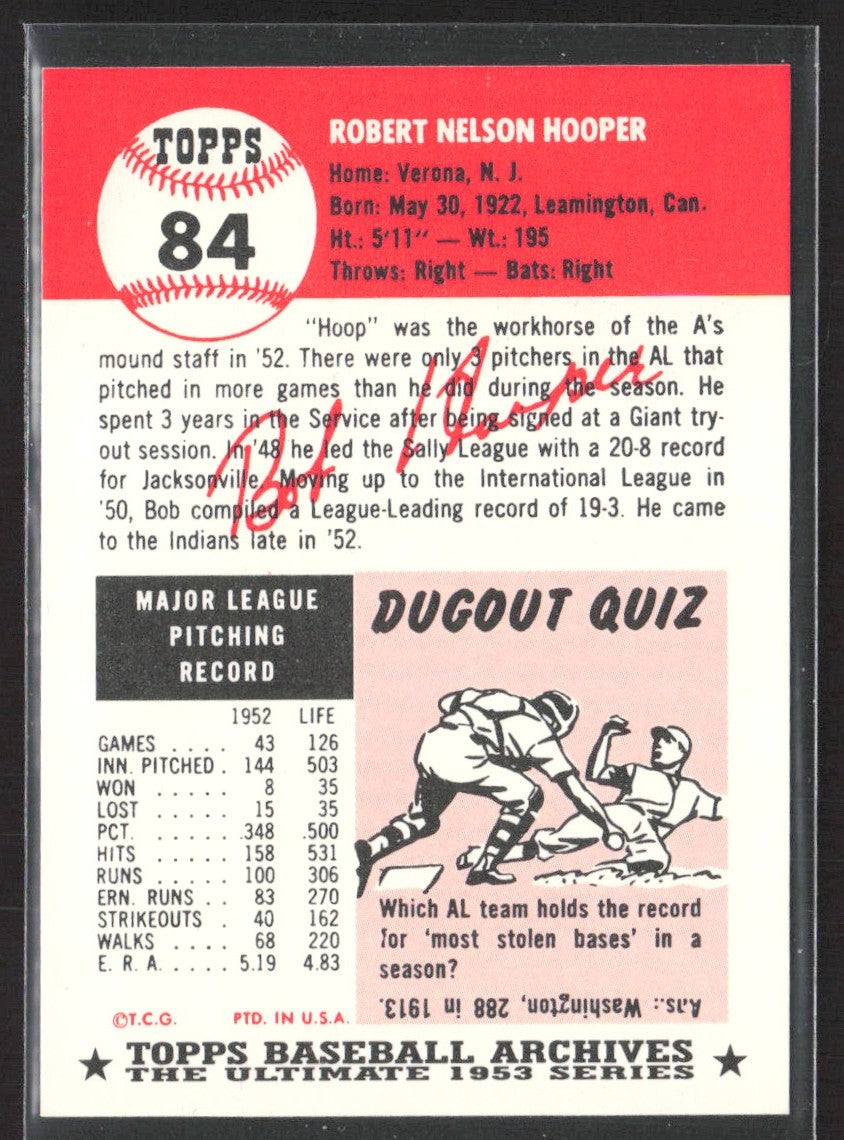 TOPPS
84
ROBERT NELSON HOOPER
Home: Verona, N. J.
Born: May 30, 1922, Leamington, Can.
Ht.: 5'11" — Wt.: 195
Throws: Right — Bats: Right
"Hoop" was the workhorse of the A's
mound staff in '52. There were only 3 pitchers in the AL that
pitched in more games than he did during the season. He
spent 3 years in the Service after being signed at a Giant try-
out session. In '48 he led the Sally League with a 20-8 record
for Jacksonville. Moving up to the International League in
'50, Bob compiled a League-Leading record of 19-3. He came
to the Indians late in '52.
Bob Hooper
MAJOR LEAGUE
PITCHING
RECORD
1952 LIFE
GAMES .... 43 126
INN. PITCHED . 144 503
WON ..... 8 35
LOST ..... 15 35
PCT. ..... .348 .500
HITS ..... 158 531
RUNS .... 100 306
ERN. RUNS .. 83 270
STRIKEOUTS . 40 162
WALKS .... 68 220
E. R. A. .... 5.19 4.83
DUGOUT QUIZ
Which AL team holds the record
for 'most stolen bases' in a
season?
Ans.: Washington, 288 in 1913.
©T.C.G. PTD. IN U.S.A.
TOPPS BASEBALL ARCHIVES
THE ULTIMATE 1953 SERIES